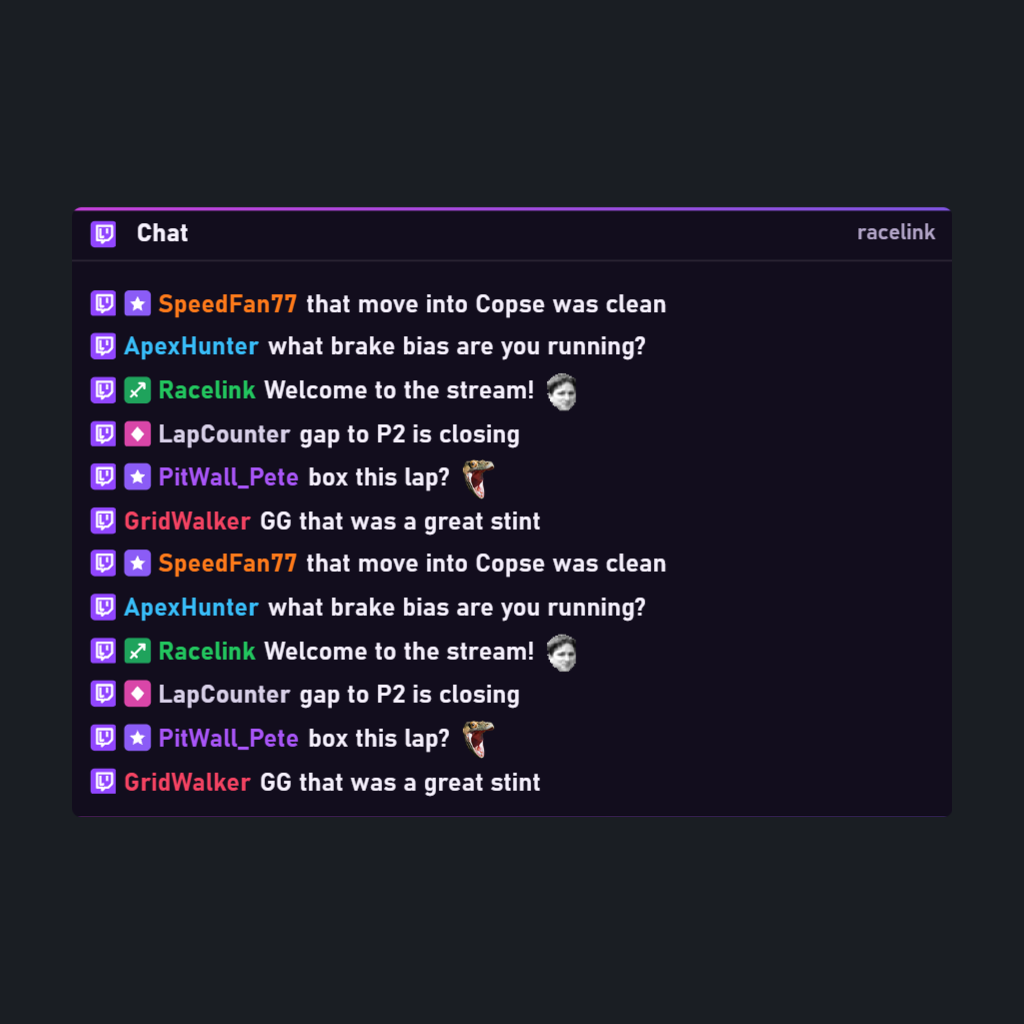 Chat
racelink
SpeedFan77 that move into Copse was clean
ApexHunter what brake bias are you running?
Racelink Welcome to the stream!
LapCounter gap to P2 is closing
PitWall_Pete box this lap?
GridWalker GG that was a great stint
SpeedFan77 that move into Copse was clean
ApexHunter what brake bias are you running?
Racelink Welcome to the stream!
LapCounter gap to P2 is closing
PitWall_Pete box this lap?
GridWalker GG that was a great stint